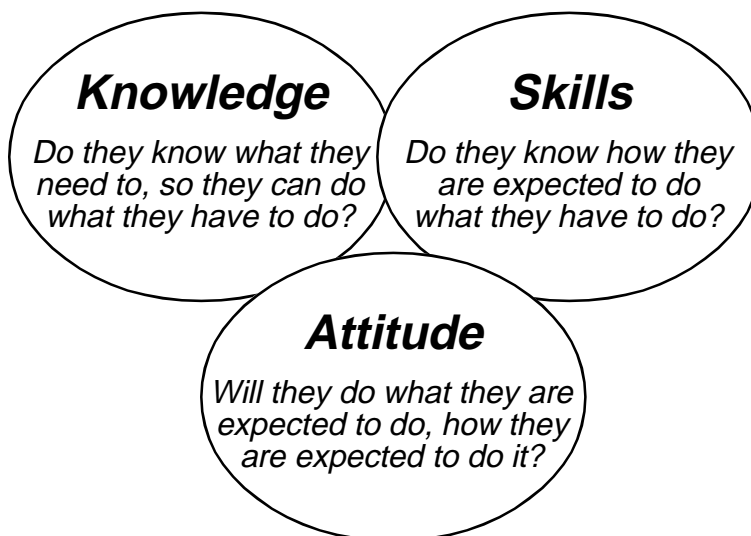 Knowledge
Do they know what they
need to, so they can do
what they have to do?
Skills
Do they know how they
are expected to do
what they have to do?
Attitude
Will they do what they are
expected to do, how they
are expected to do it?